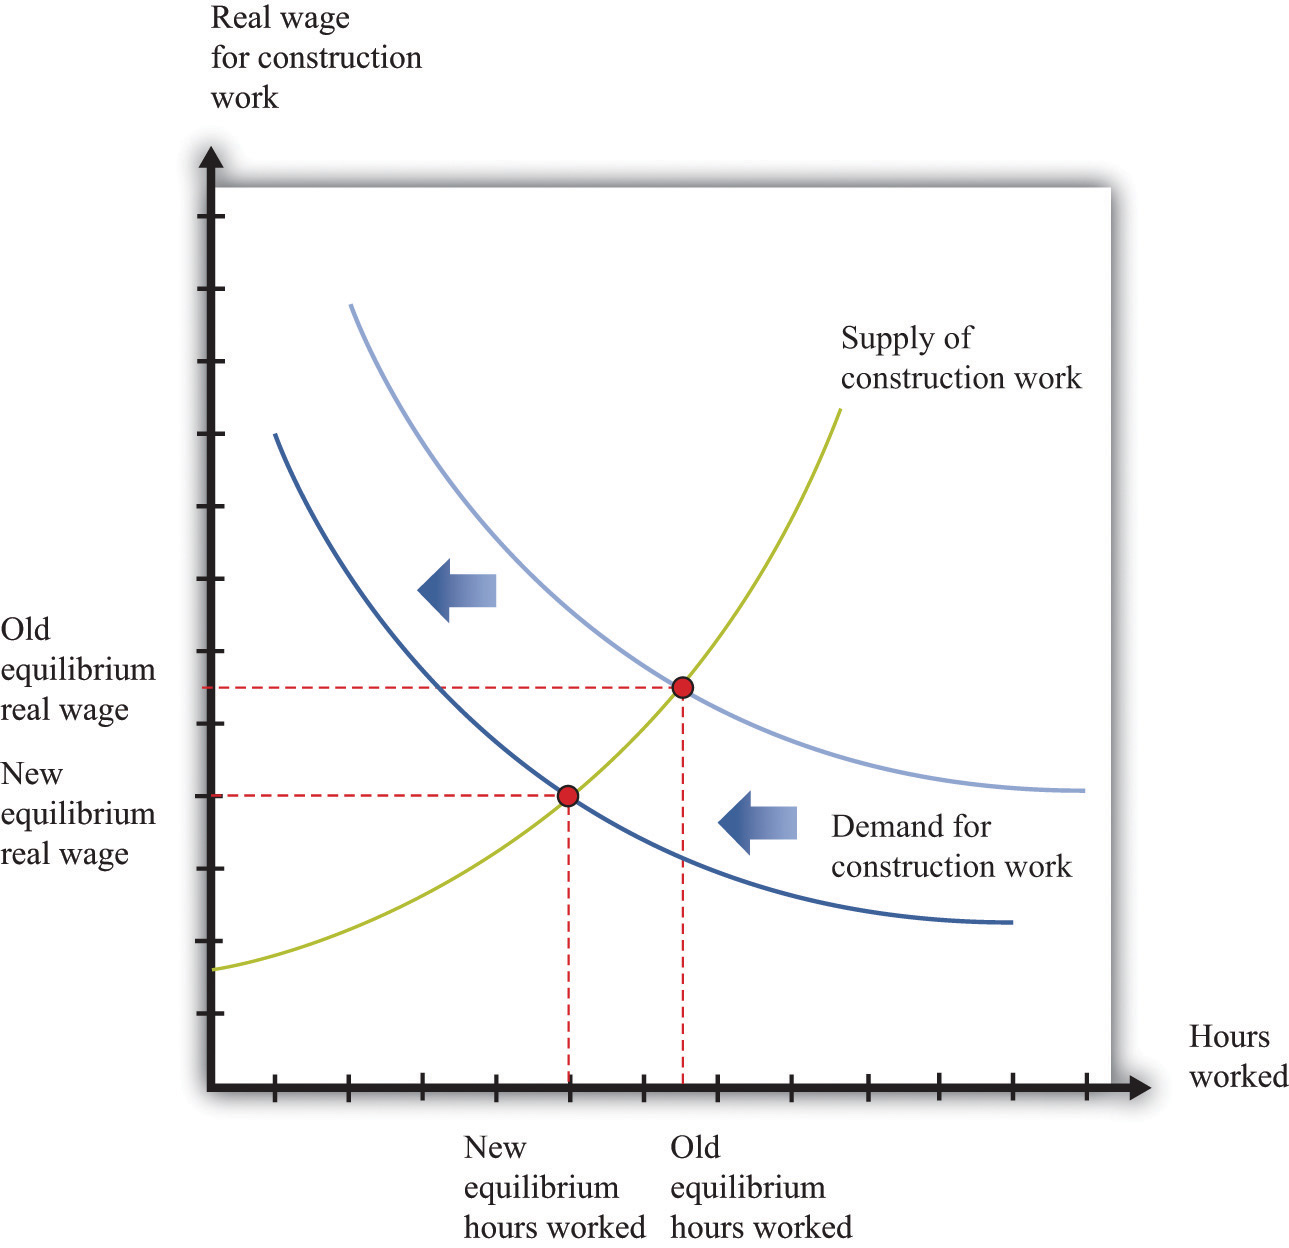 Real wage
for construction
work
Supply of
construction work
Old
equilibrium
real wage
New
equilibrium
real wage
Demand for
construction work
Hours
worked
New
equilibrium
hours worked
Old
equilibrium
hours worked